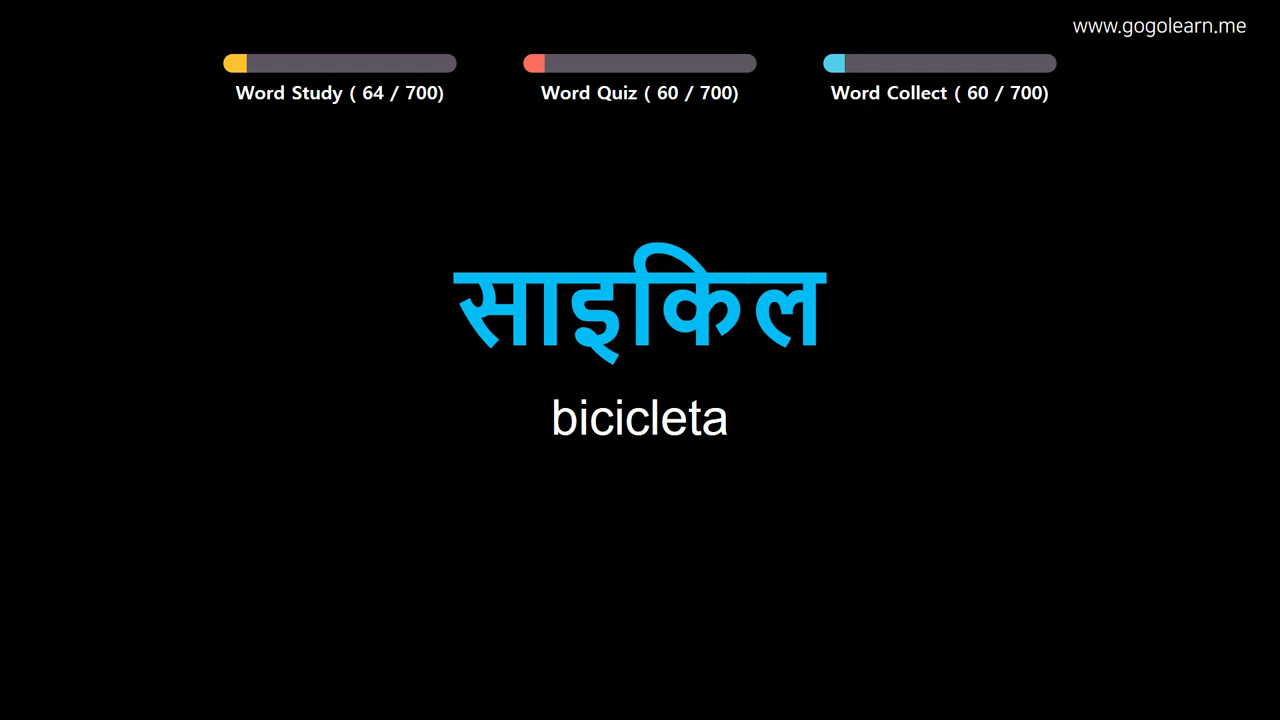 www.gogolearn.me
Word Study ( 64 / 700)
Word Quiz ( 60 / 700)
Word Collect ( 60 / 700)
साइकिल
bicicleta